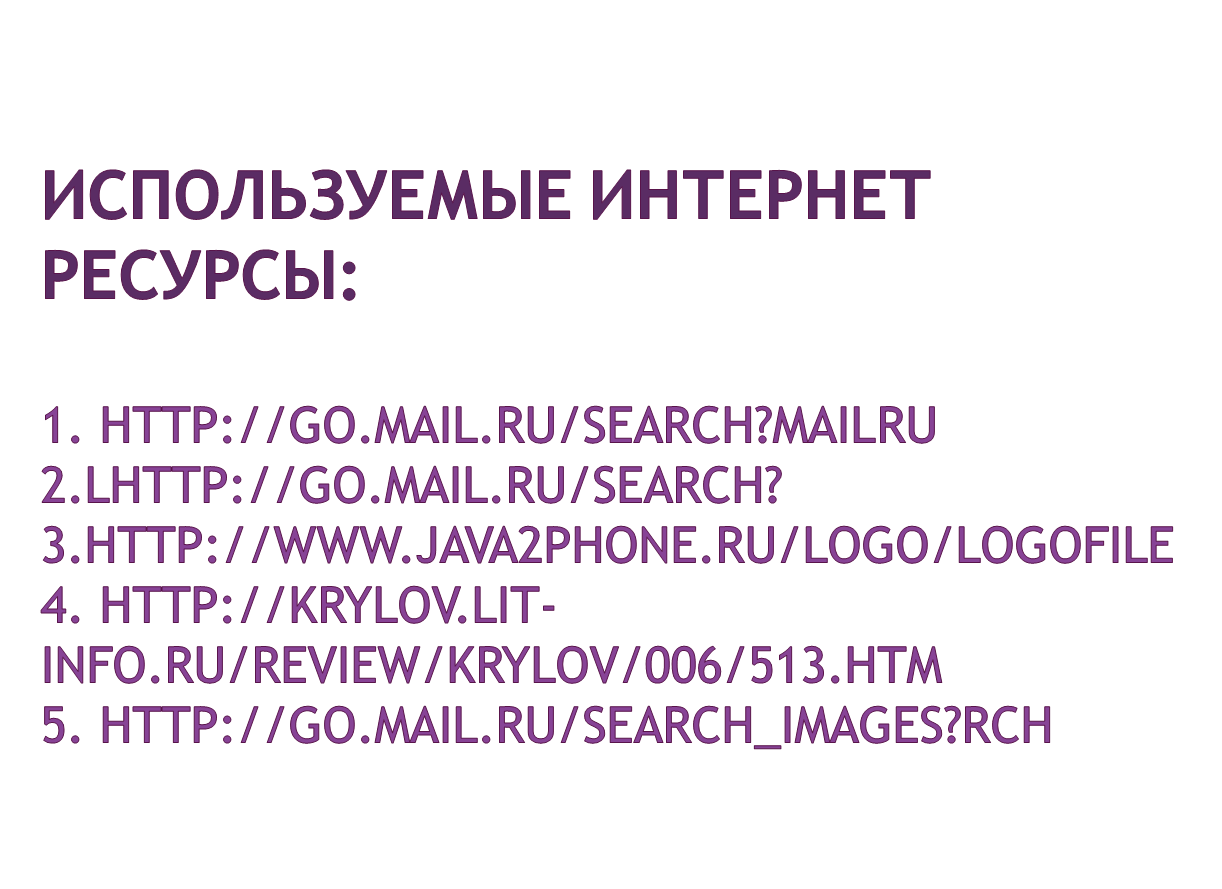 ИСПОЛЬЗУЕМЫЕ ИНТЕРНЕТ
РЕСУРСЫ:
1. HTTP://GO.MAIL.RU/SEARCH?MAILRU
2.LHTTP://GO.MAIL.RU/SEARCH?
3.HTTP://WWW.JAVA2PHONE.RU/LOGO/LOGOFILE
4. HTTP://KRYLOV.LIT-
INFO.RU/REVIEW/KRYLOV/006/513.HTM
5. HTTP://GO.MAIL.RU/SEARCH_IMAGES?RCH